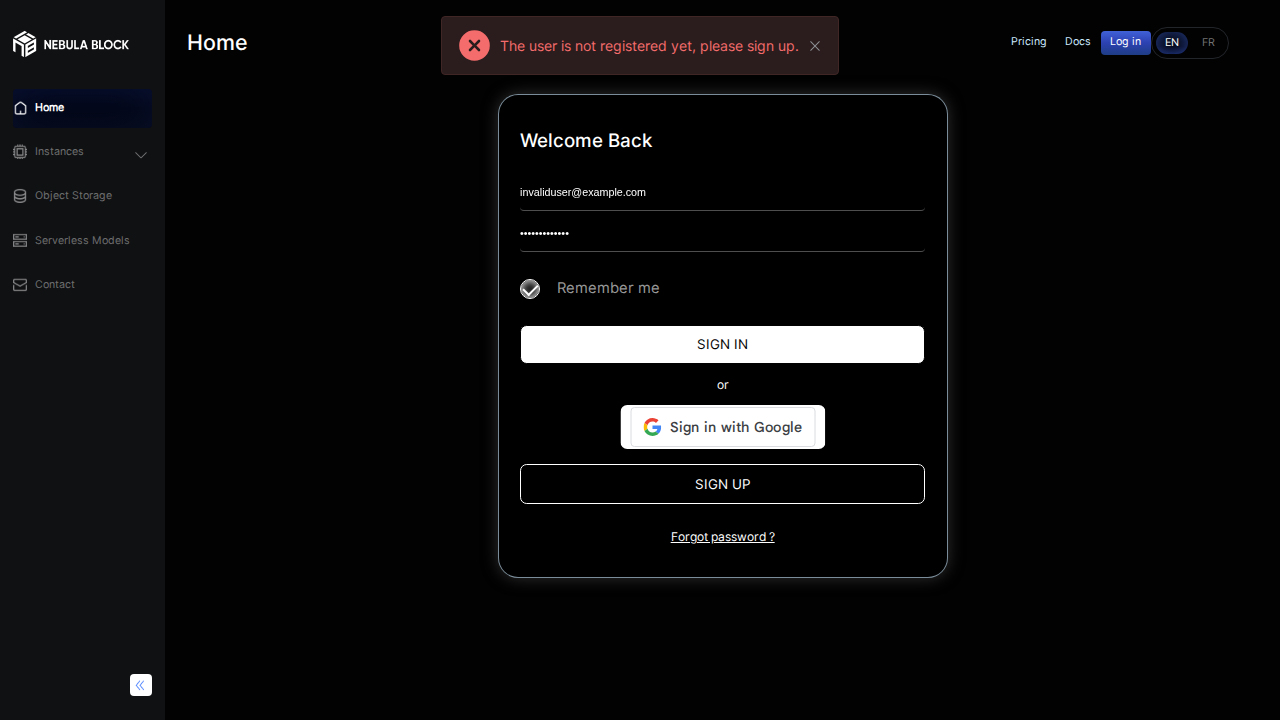 NEBULA BLOCK
Home
Instances
Object Storage
Serverless Models
Contact
Home
The user is not registered yet, please sign up.
Pricing
Docs
Log in
EN
FR
Welcome Back
invaliduser@example.com
•••••••••••••
Remember me
SIGN IN
or
Sign in with Google
SIGN UP
Forgot password ?